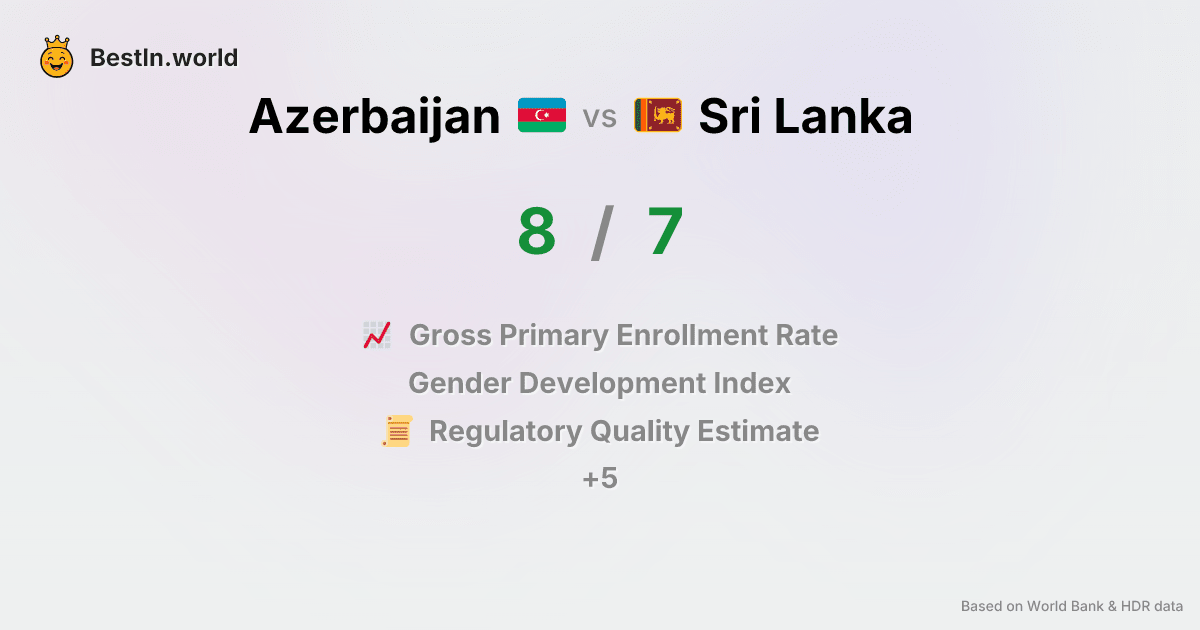 BestIn.world
Azerbaijan vs Sri Lanka
8 / 7
Gross Primary Enrollment Rate
Gender Development Index
Regulatory Quality Estimate
+5
Based on World Bank & HDR data